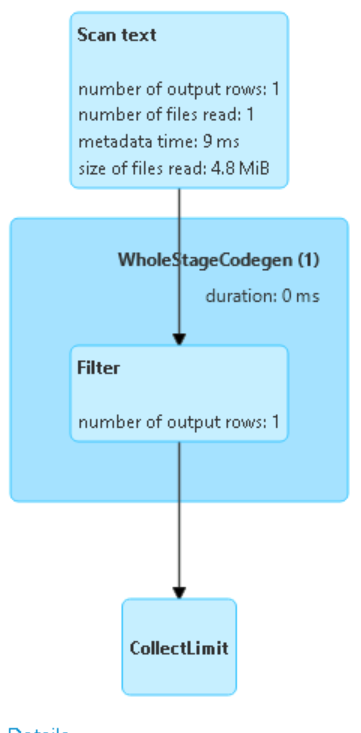 Scan text
number of output rows: 1
number of files read: 1
metadata time: 9 ms
size of files read: 4.8 MiB
WholeStageCodegen (1)
duration: 0 ms
Filter
number of output rows: 1
CollectLimit
Details